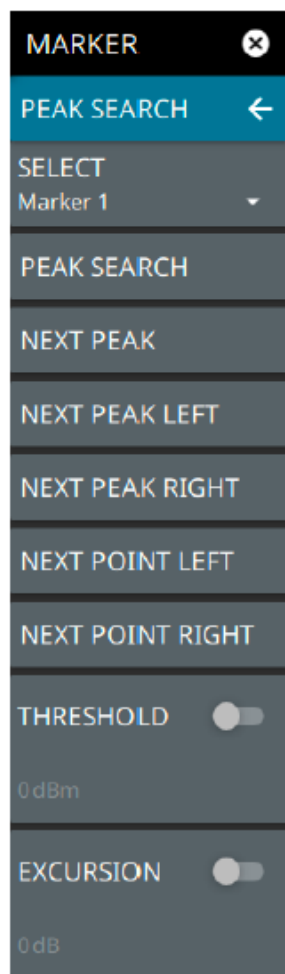 MARKER
PEAK SEARCH
SELECT
Marker 1
PEAK SEARCH
NEXT PEAK
NEXT PEAK LEFT
NEXT PEAK RIGHT
NEXT POINT LEFT
NEXT POINT RIGHT
THRESHOLD
0 dBm
EXCURSION
0 dB